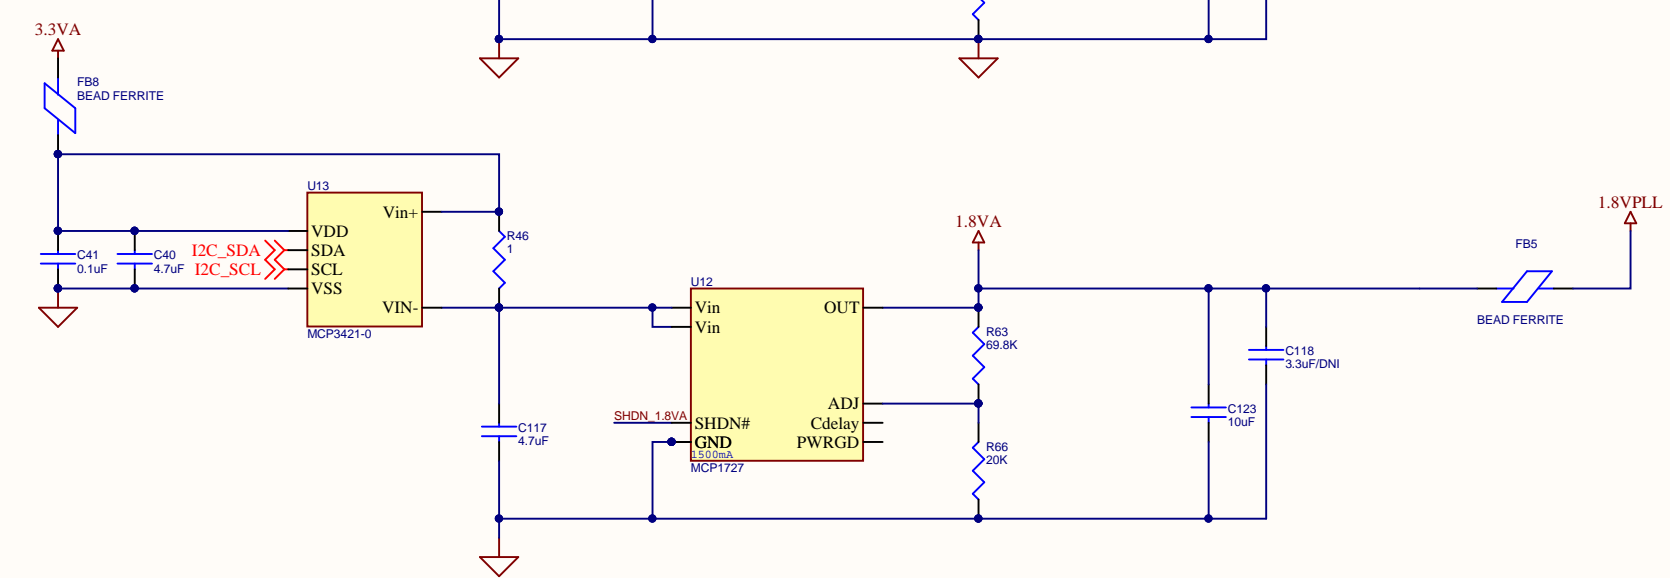 3.3VA
FB8
BEAD FERRITE
U13
Vin+
VDD
SDA
SCL
VSS
VIN-
MCP3421-0
I2C_SDA
I2C_SCL
C41
0.1uF
C40
4.7uF
R46
1
C117
4.7uF
U12
Vin
Vin
OUT
ADJ
SHDN#
Cdelay
GND
PWRGD
1500mA
MCP1727
SHDN_1.8VA
1.8VA
R63
69.8K
R66
20K
C118
3.3uF/DNI
C123
10uF
FB5
BEAD FERRITE
1.8VPLL